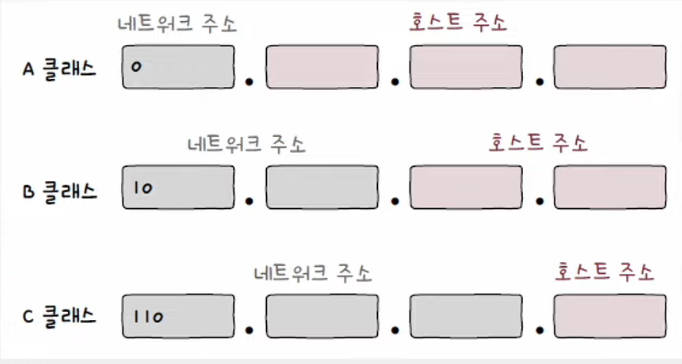 네트워크 주소 호스트 주소
A 클래스 0 . . .
네트워크 주소 호스트 주소
B 클래스 10 . . .
네트워크 주소 호스트 주소
C 클래스 110 . . .